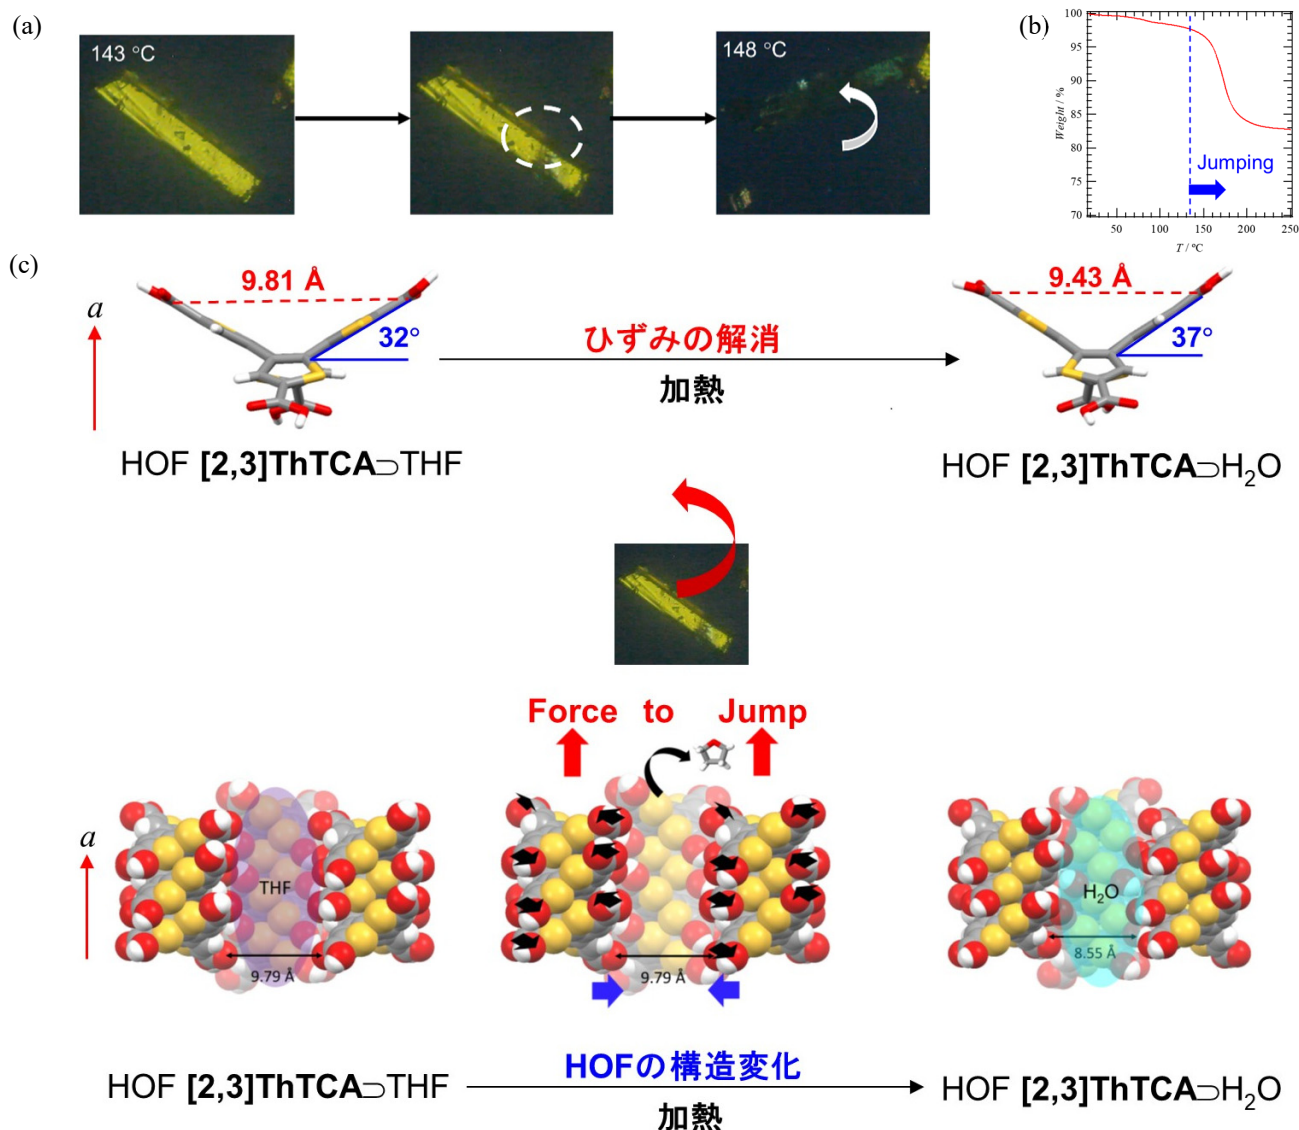 (a)
143 °C
148 °C
(b)
100
95
90
85
80
75
70
Weight / %
Jumping
50
100
150
200
250
T / °C
(c)
a
9.81 Å
32°
ひずみの解消
加熱
9.43 Å
37°
HOF [2,3]ThTCA⊃THF
HOF [2,3]ThTCA⊃H₂O
Force to Jump
a
THF
9.79 Å
9.79 Å
H₂O
8.55 Å
HOF [2,3]ThTCA⊃THF
HOFの構造変化
加熱
HOF [2,3]ThTCA⊃H₂O